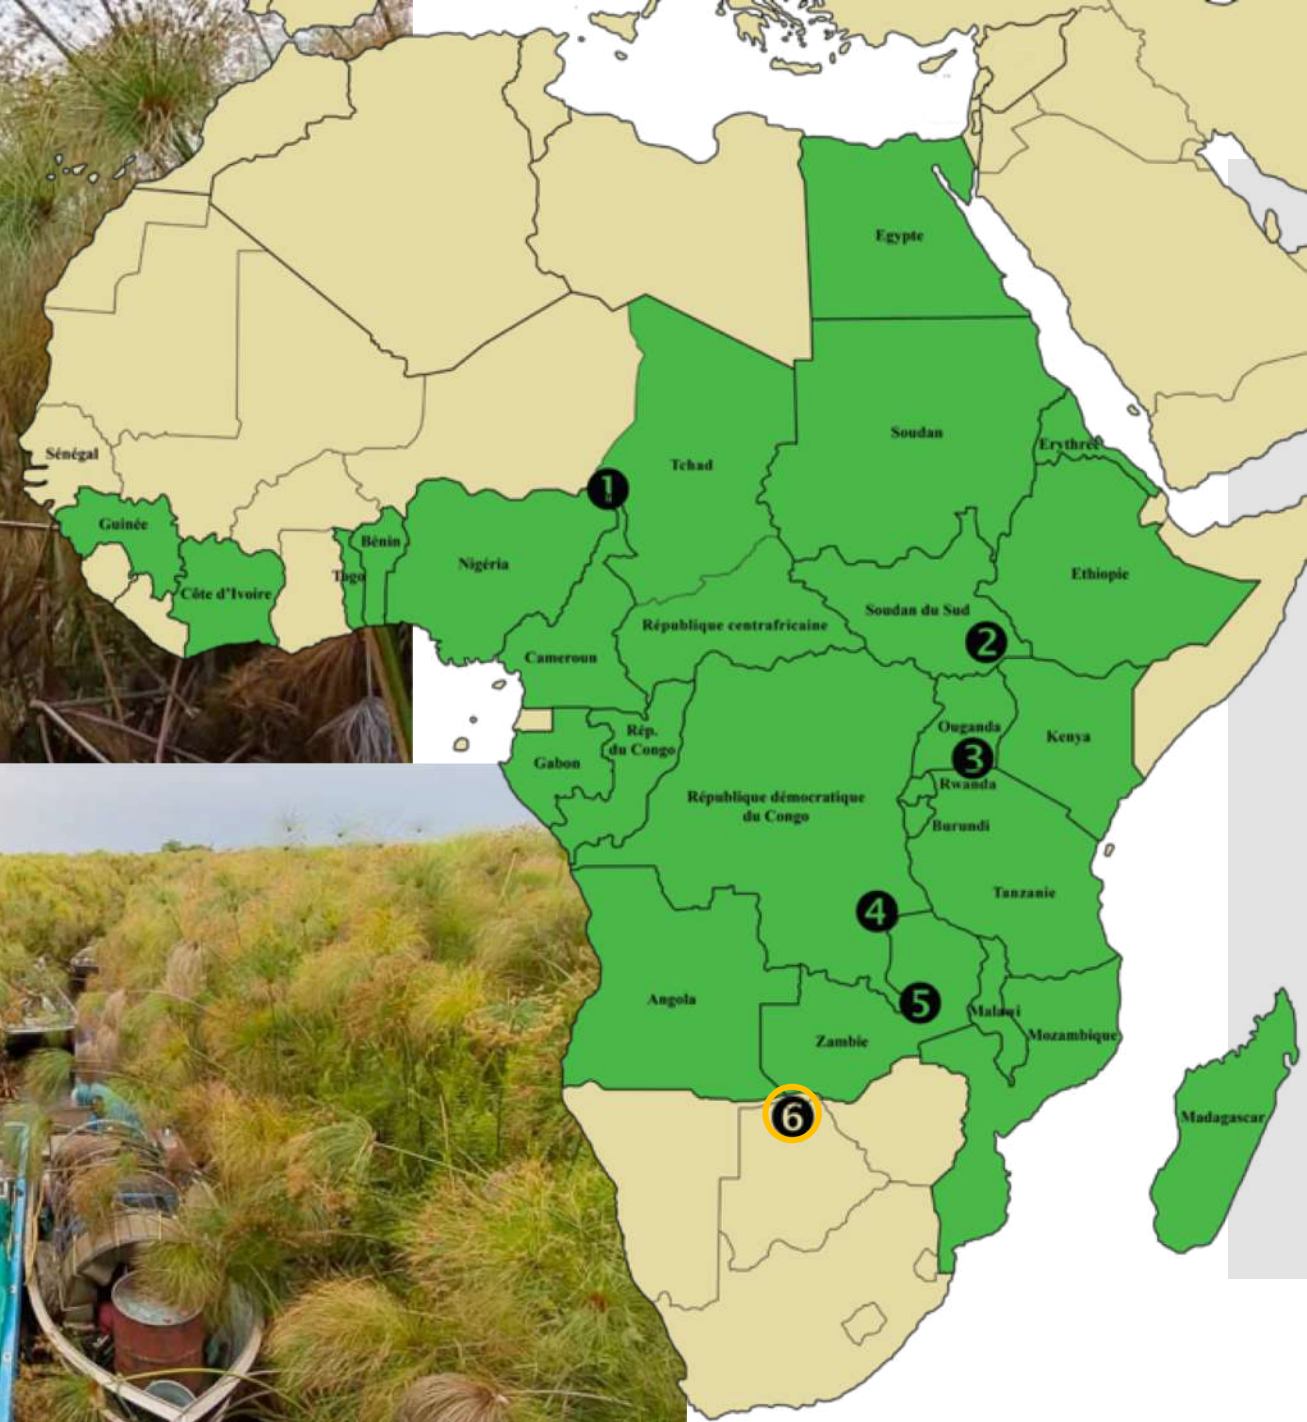 Egypte
Soudan
Erythrée
Sénégal
Tchad
Guinée
Bénin
Nigéria
Togo
Côte d'Ivoire
Ethiopie
Soudan du Sud
République centrafricaine
Cameroun
Ouganda
Kenya
Rép.
du Congo
Gabon
Rwanda
République démocratique
du Congo
Burundi
Tanzanie
Angola
Malawi
Zambie
Mozambique
Madagascar
1
2
3
4
5
6